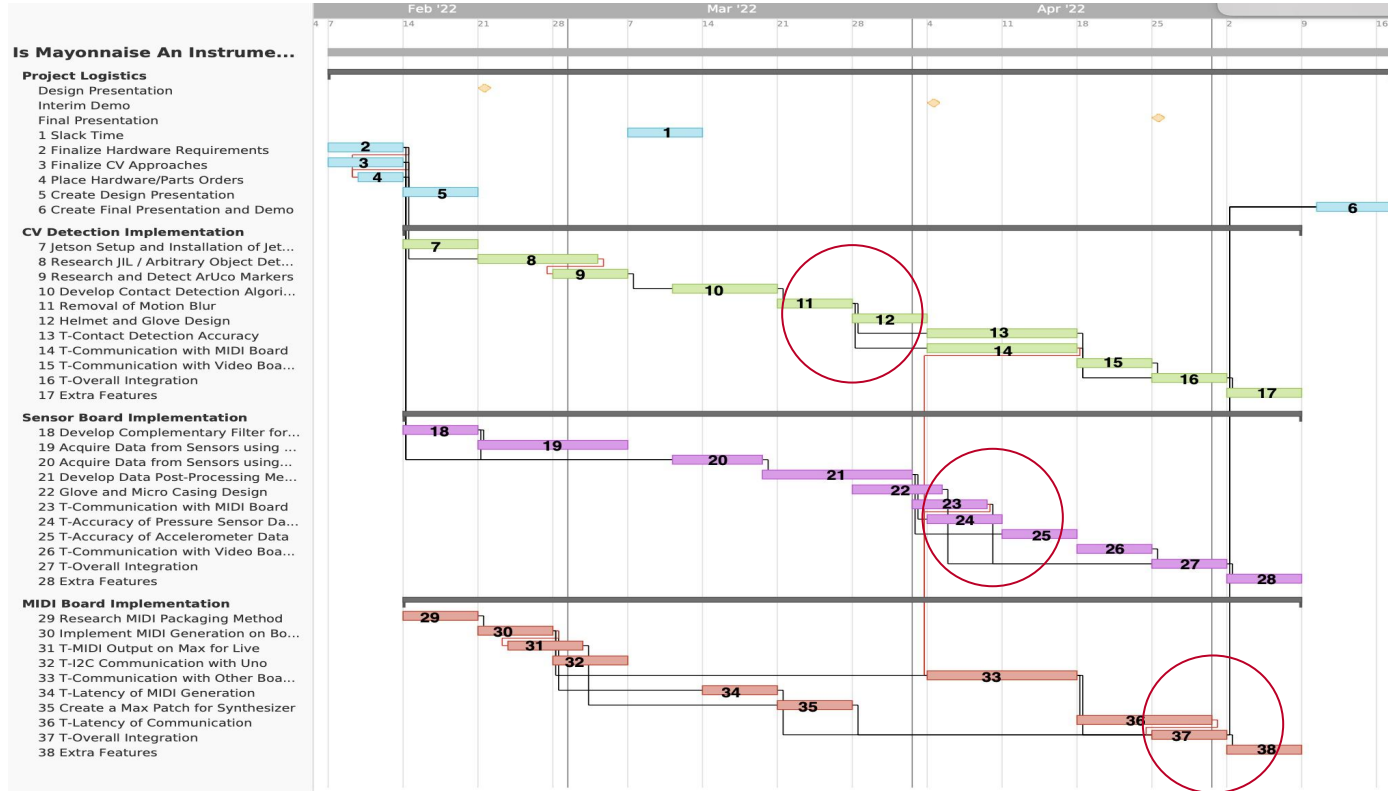 Feb '22 Mar '22 Apr '22
4 7 14 21 28 7 14 21 28 4 11 18 25 2 9 16
Is Mayonnaise An Instrume...
Project Logistics
Design Presentation
Interim Demo
Final Presentation
1 Slack Time 1
2 Finalize Hardware Requirements 2
3 Finalize CV Approaches 3
4 Place Hardware/Parts Orders 4
5 Create Design Presentation 5
6 Create Final Presentation and Demo 6
CV Detection Implementation
7 Jetson Setup and Installation of Jet... 7
8 Research JIL / Arbitrary Object Det... 8
9 Research and Detect ArUco Markers 9
10 Develop Contact Detection Algori... 10
11 Removal of Motion Blur 11
12 Helmet and Glove Design 12
13 T-Contact Detection Accuracy 13
14 T-Communication with MIDI Board 14
15 T-Communication with Video Boa... 15
16 T-Overall Integration 16
17 Extra Features 17
Sensor Board Implementation
18 Develop Complementary Filter for... 18
19 Acquire Data from Sensors using ... 19
20 Acquire Data from Sensors using... 20
21 Develop Data Post-Processing Me... 21
22 Glove and Micro Casing Design 22
23 T-Communication with MIDI Board 23
24 T-Accuracy of Pressure Sensor Da... 24
25 T-Accuracy of Accelerometer Data 25
26 T-Communication with Video Boa... 26
27 T-Overall Integration 27
28 Extra Features 28
MIDI Board Implementation
29 Research MIDI Packaging Method 29
30 Implement MIDI Generation on Bo... 30
31 T-MIDI Output on Max for Live 31
32 T-I2C Communication with Uno 32
33 T-Communication with Other Boa... 33
34 T-Latency of MIDI Generation 34
35 Create a Max Patch for Synthesizer 35
36 T-Latency of Communication 36
37 T-Overall Integration 37
38 Extra Features 38